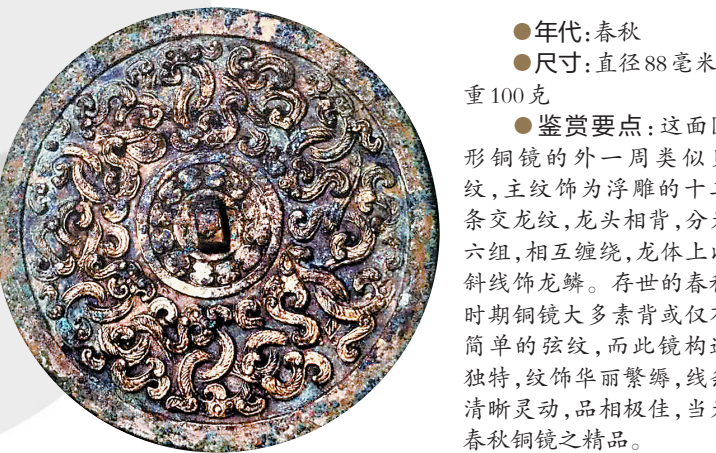 ●年代:春秋
●尺寸:直径88毫米
重100克
●鉴赏要点:这面
形铜镜的外一周类似
纹,主纹饰为浮雕的十
条交龙纹,龙头相背,分
六组,相互缠绕,龙体上
斜线饰龙鳞。存世的春
时期铜镜大多素背或仅
简单的弦纹,而此镜构
独特,纹饰华丽繁缛,线
清晰灵动,品相极佳,当
春秋铜镜之精品。